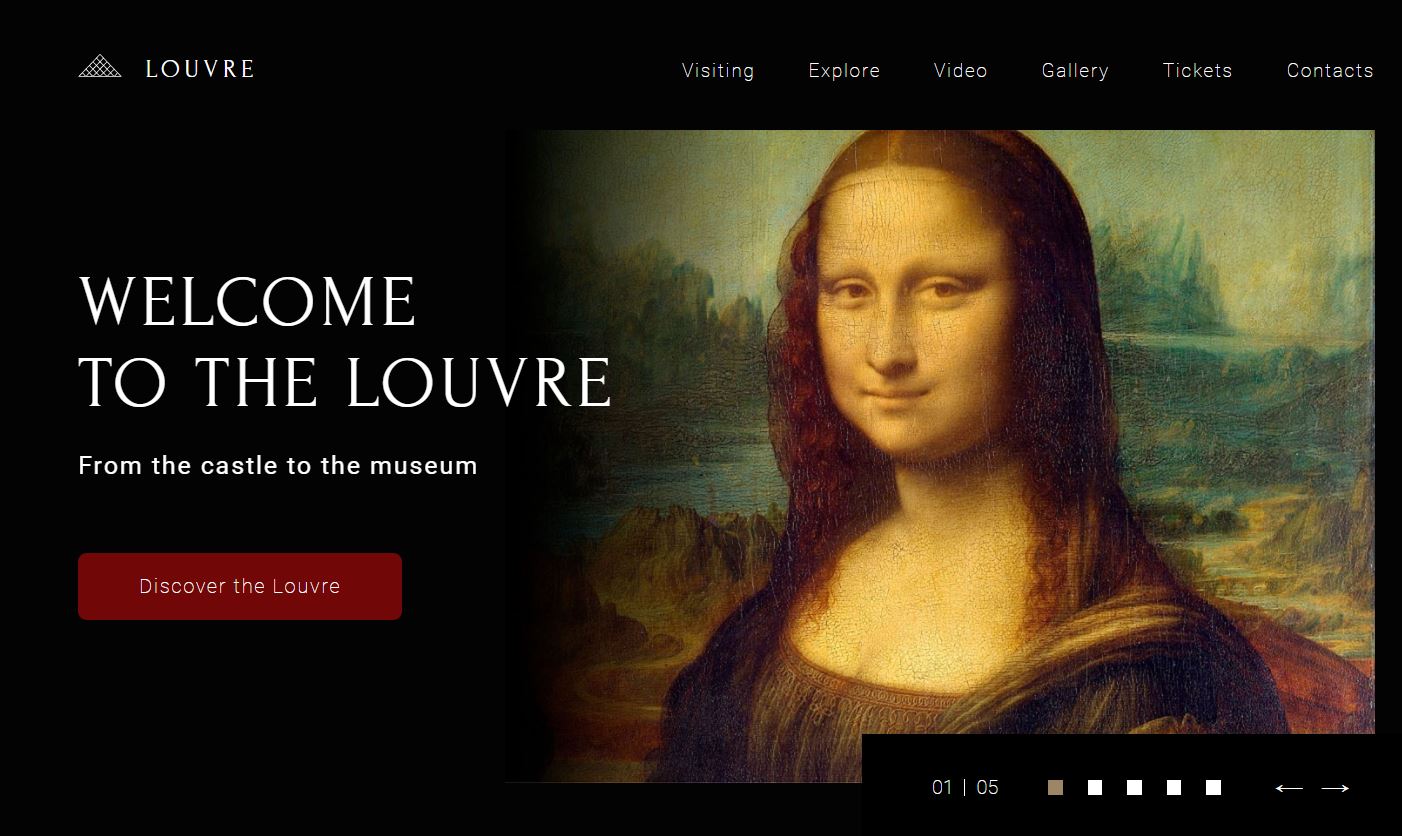 LOUVRE
Visiting Explore Video Gallery Tickets Contacts
WELCOME
TO THE LOUVRE
From the castle to the museum
Discover the Louvre
01 | 05